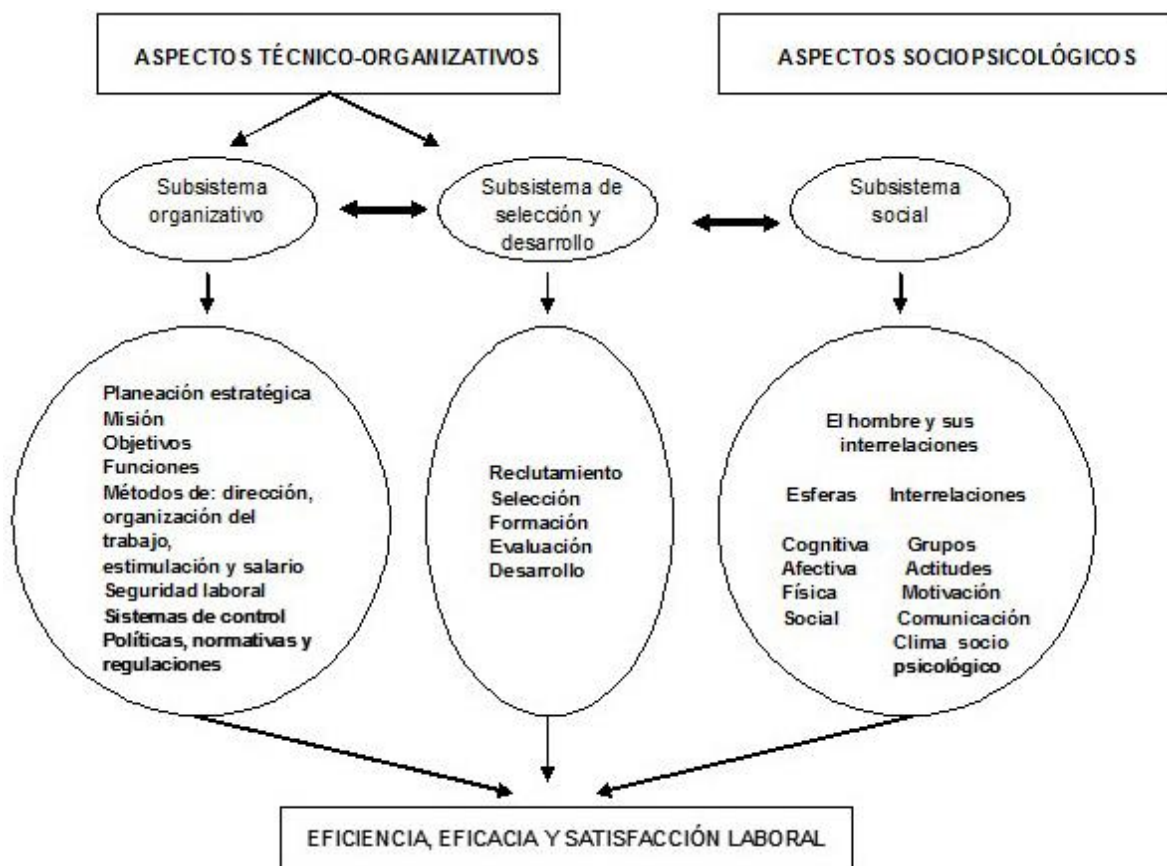 ASPECTOS TÉCNICO-ORGANIZATIVOS
ASPECTOS SOCIOPSICOLÓGICOS
Subsistema
organizativo
Subsistema de
selección y
desarrollo
Subsistema
social
Planeación estratégica
Misión
Objetivos
Funciones
Métodos de: dirección,
organización del
trabajo,
estimulación y salario
Seguridad laboral
Sistemas de control
Políticas, normativas y
regulaciones
Reclutamiento
Selección
Formación
Evaluación
Desarrollo
El hombre y sus
interrelaciones
Esferas Interrelaciones
Cognitiva Grupos
Afectiva Actitudes
Física Motivación
Social Comunicación
Clima socio
psicológico
EFICIENCIA, EFICACIA Y SATISFACCIÓN LABORAL